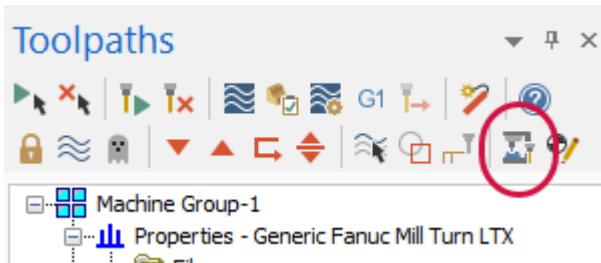 Toolpaths
G1
Machine Group-1
Properties - Generic Fanuc Mill Turn LTX